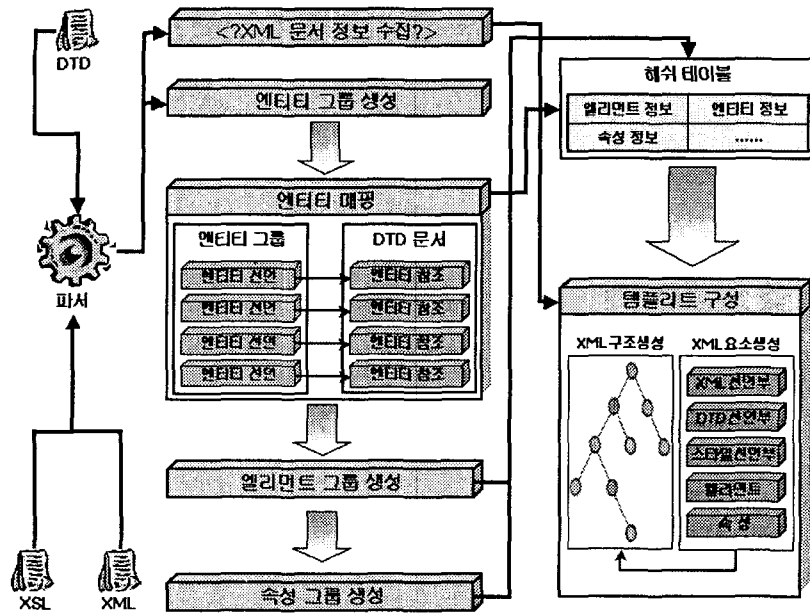 DTD
파서
XSL
XML
<?XML 문서 정보 수집?>
엔티티 그룹 생성
엔티티 매핑
엔티티 그룹
DTD 문서
엔티티 선언
엔티티 참조
엔티티 선언
엔티티 참조
엔티티 선언
엔티티 참조
엔티티 선언
엔티티 참조
엘리먼트 그룹 생성
속성 그룹 생성
해쉬 테이블
엘리먼트 정보
엔티티 정보
속성 정보
......
템플리트 구성
XML구조생성
XML요소생성
XML선언부
DTD선언부
스타일선언부
엘리먼트
속 성